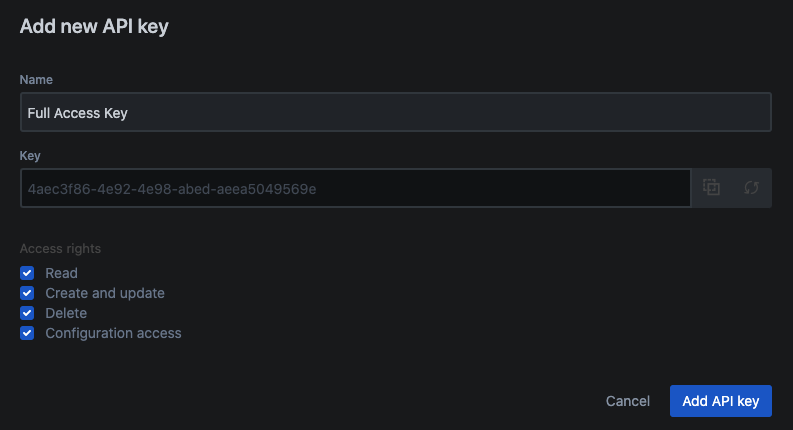 Add new API key
Name
Full Access Key
Key
4aec3f86-4e92-4e98-abed-aeea5049569e
Access rights
Read
Create and update
Delete
Configuration access
Cancel
Add API key